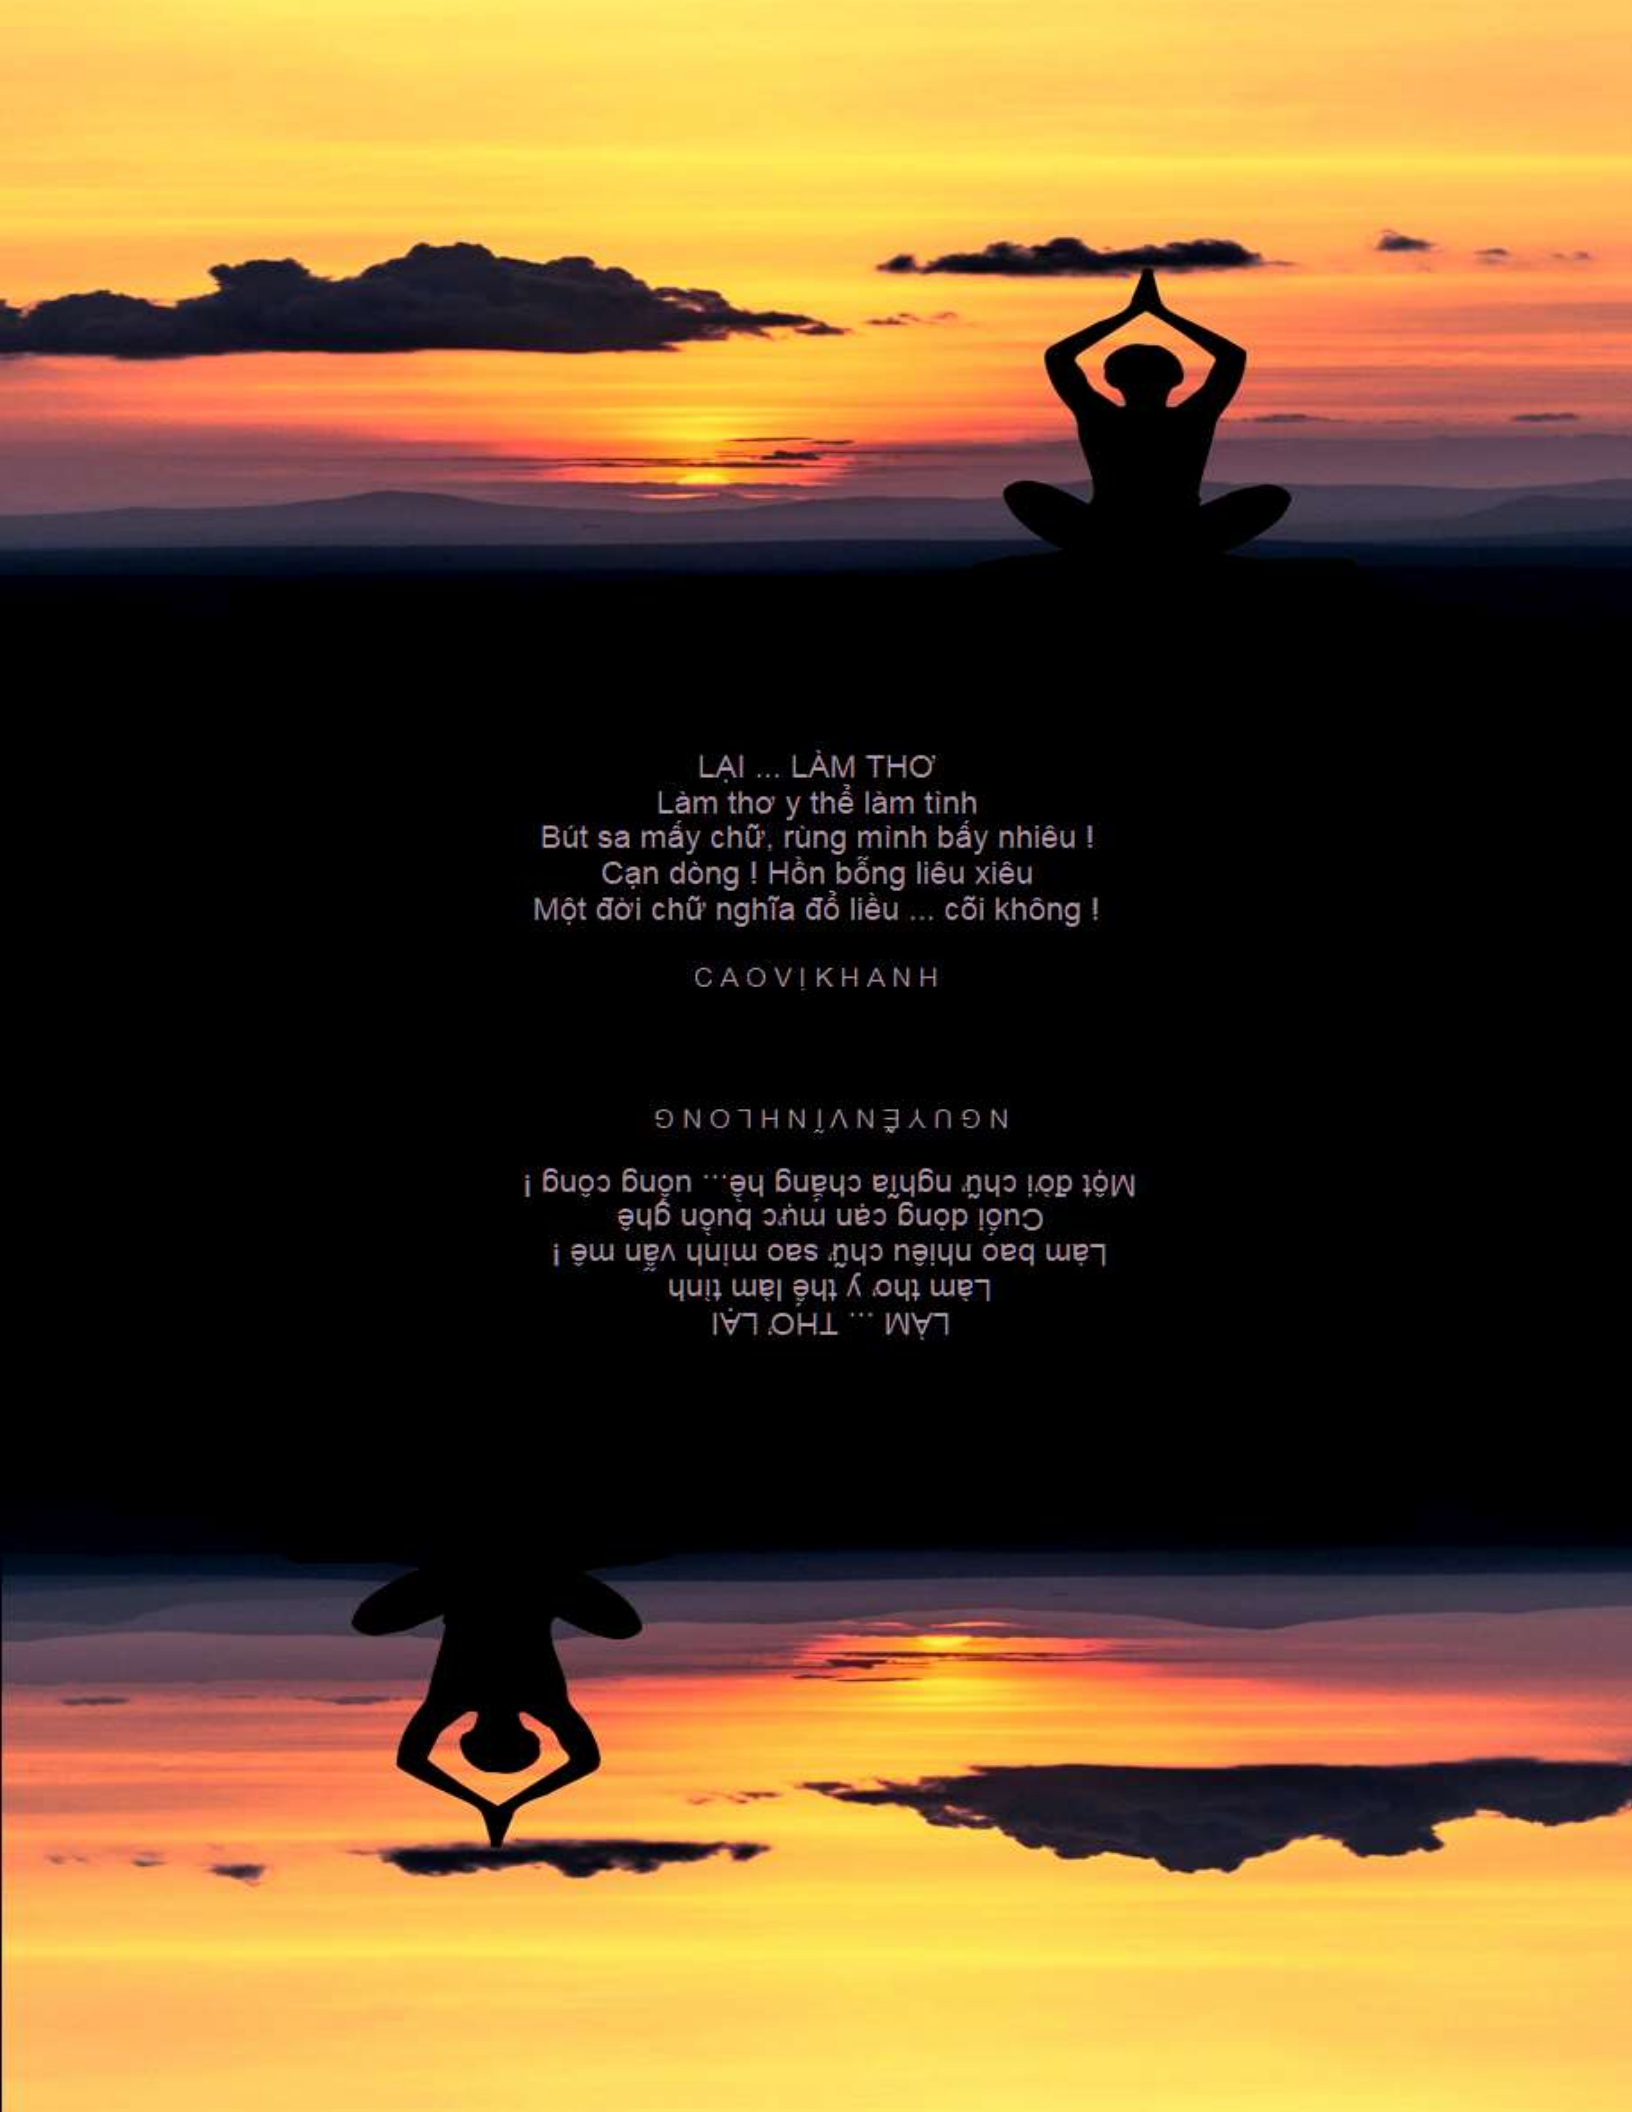 LẠI ... LÀM THƠ
Làm thơ y thể làm tình
Bút sa mấy chữ, rùng mình bấy nhiêu !
Cạn dòng ! Hồn bỗng liêu xiêu
Một đời chữ nghĩa đổ liều ... cõi không !
CAOVỊKHANH
LÀM ... THƠ LẠI
Làm thơ y thể làm tình
Làm bao nhiêu chữ sao mình vẫn mê !
Cuối dòng cạn mực buồn ghê
Một đời chữ nghĩa chẳng hề... uổng công !
NGUYỄNVĨNHLONG